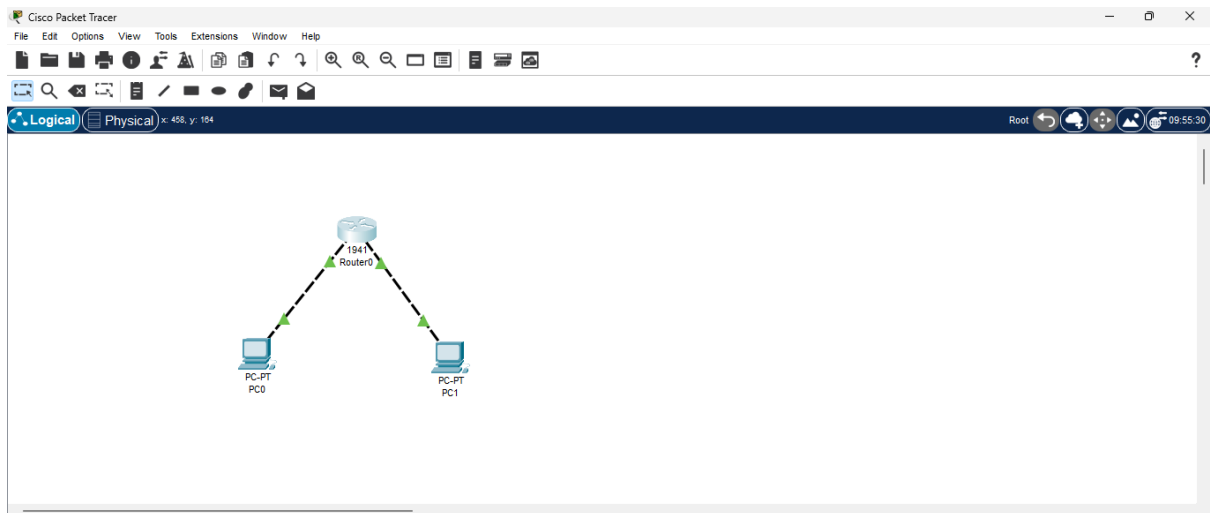 Cisco Packet Tracer
File Edit Options View Tools Extensions Window Help
?
Logical Physical x: 458, y: 164 Root 09:55:30
1941
Router0
PC-PT
PC0
PC-PT
PC1